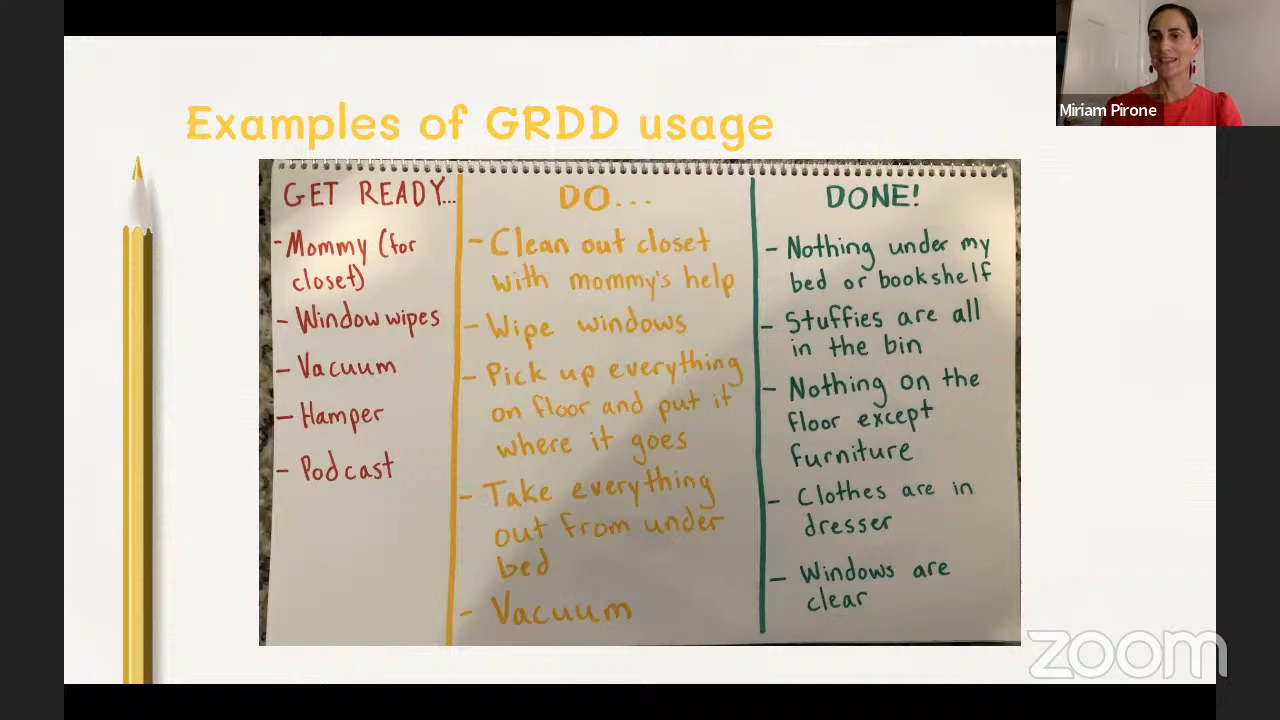 Examples of GRDD usage
Miriam Pirone
GET READY...
- Mommy (for
closet)
- Window wipes
- Vacuum
- Hamper
- Podcast
DO...
- Clean out closet
with mommy's help
- Wipe windows
- Pick up everything
on floor and put it
where it goes
- Take everything
out from under
bed
- Vacuum
DONE!
- Nothing under my
bed or bookshelf
- Stuffies are all
in the bin
- Nothing on the
floor except
furniture
- Clothes are in
dresser
- Windows are
clear
zoom